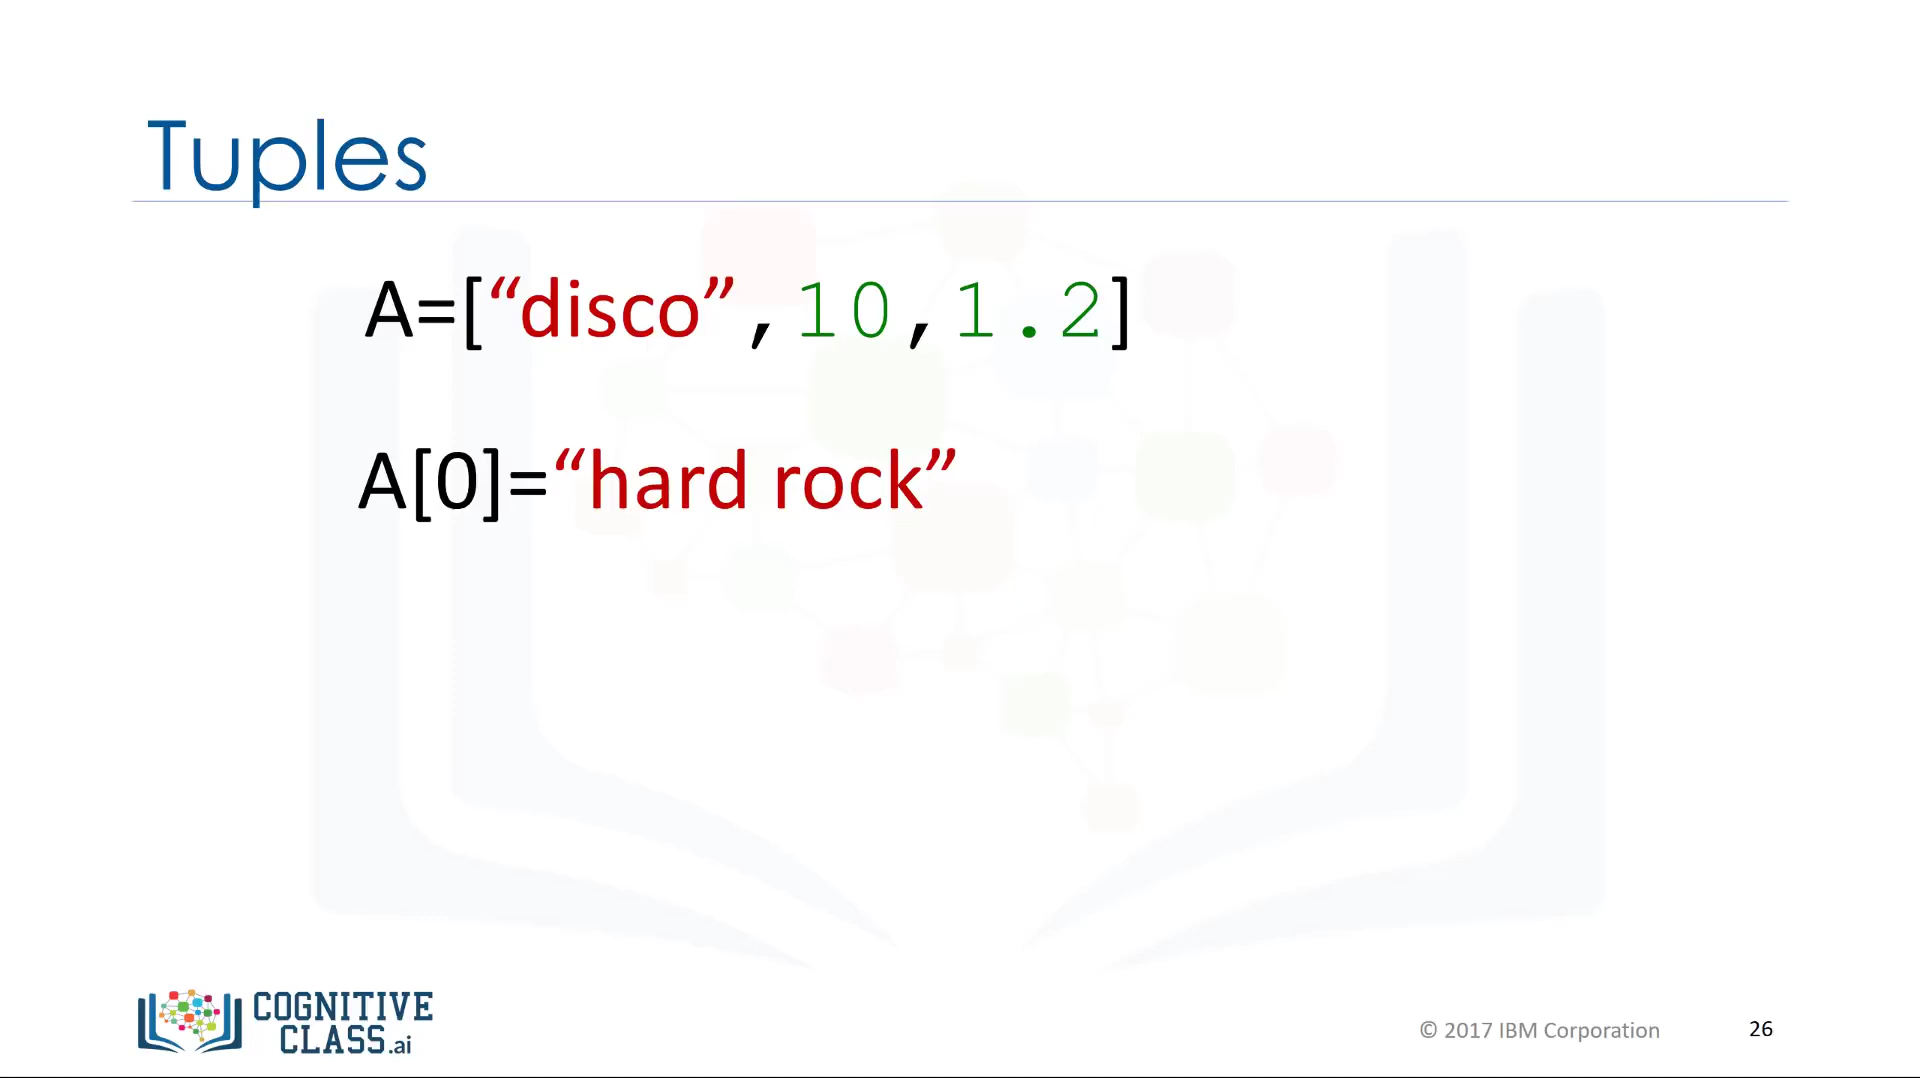 Tuples
A=[“disco”,10,1.2]
A[0]=“hard rock”
COGNITIVE
CLASS.ai
© 2017 IBM Corporation
26